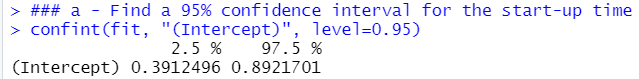 > ### a - Find a 95% confidence interval for the start-up time
> confint(fit, "(Intercept)", level=0.95)
2.5 % 97.5 %
(Intercept) 0.3912496 0.8921701